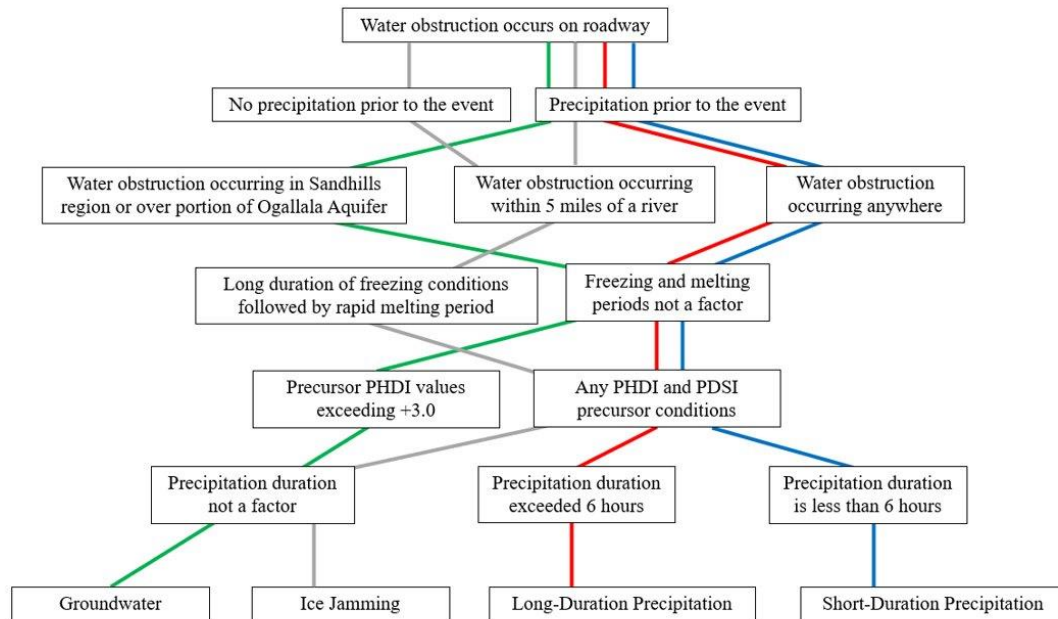 Water obstruction occurs on roadway
No precipitation prior to the event
Precipitation prior to the event
Water obstruction occurring in Sandhills
region or over portion of Ogallala Aquifer
Water obstruction occurring
within 5 miles of a river
Water obstruction
occurring anywhere
Long duration of freezing conditions
followed by rapid melting period
Freezing and melting
periods not a factor
Precursor PHDI values
exceeding +3.0
Any PHDI and PDSI
precursor conditions
Precipitation duration
not a factor
Precipitation duration
exceeded 6 hours
Precipitation duration
is less than 6 hours
Groundwater
Ice Jamming
Long-Duration Precipitation
Short-Duration Precipitation